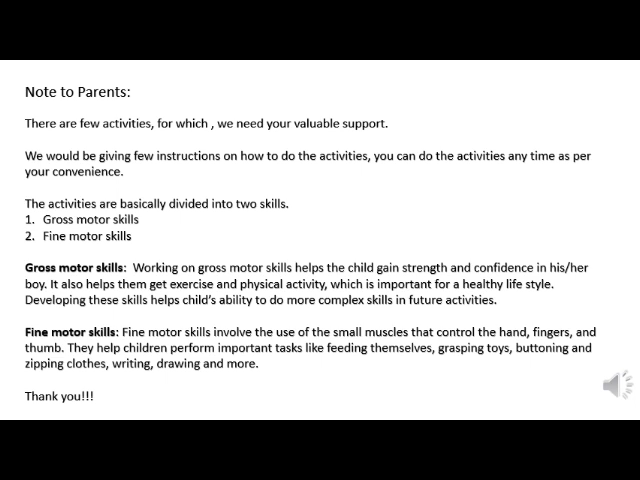 Note to Parents:
There are few activities, for which , we need your valuable support.
We would be giving few instructions on how to do the activities, you can do the activities any time as per
your convenience.
The activities are basically divided into two skills.
1. Gross motor skills
2. Fine motor skills
Gross motor skills: Working on gross motor skills helps the child gain strength and confidence in his/her
boy. It also helps them get exercise and physical activity, which is important for a healthy life style.
Developing these skills helps child's ability to do more complex skills in future activities.
Fine motor skills: Fine motor skills involve the use of the small muscles that control the hand, fingers, and
thumb. They help children perform important tasks like feeding themselves, grasping toys, buttoning and
zipping clothes, writing, drawing and more.
Thank you!!!